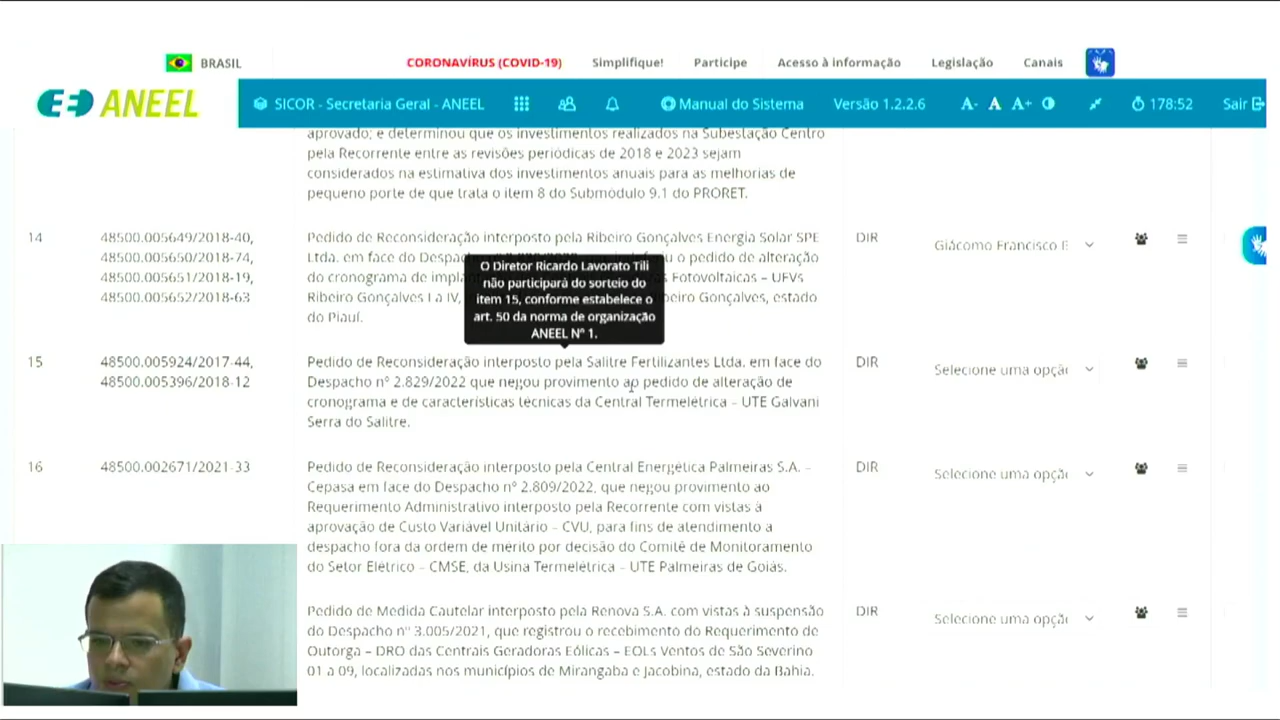 BRASIL
CORONAVÍRUS (COVID-19)
Simplifique!
Participe
Acesso à informação
Legislação
Canais
ANEEL
SICOR - Secretaria Geral - ANEEL
Manual do Sistema
Versão 1.2.2.6
A-
A
A+
178:52
Sair
aprovado; e determinou que os investimentos realizados na Subestação Centro
pela Recorrente entre as revisões periódicas de 2018 e 2023 sejam
considerados na estimativa dos investimentos anuais para as melhorias de
pequeno porte de que trata o item 8 do Submódulo 9.1 do PRORET.
14
48500.005649/2018-40,
48500.005650/2018-74,
48500.005651/2018-19,
48500.005652/2018-63
Pedido de Reconsideração interposto pela Ribeiro Gonçalves Energia Solar SPE
Ltda. em face do o pedido de alteração
do cronograma de Fotovoltaicas – UFVs
Ribeiro Gonçalves I a IV, Gonçalves, estado
do Piauí.
DIR
Giácomo Francisco
O Diretor Ricardo Lavorato Tili
não participará do sorteio do
item 15, conforme estabelece o
art. 50 da norma de organização
ANEEL Nº 1.
15
48500.005924/2017-44,
48500.005396/2018-12
Pedido de Reconsideração interposto pela Salitre Fertilizantes Ltda. em face do
Despacho nº 2.829/2022 que negou provimento ao pedido de alteração de
cronograma e de características técnicas da Central Termelétrica – UTE Galvani
Serra do Salitre.
DIR
Selecione uma opçã
16
48500.002671/2021-33
Pedido de Reconsideração interposto pela Central Energética Palmeiras S.A. –
Cepasa em face do Despacho nº 2.809/2022, que negou provimento ao
Requerimento Administrativo interposto pela Recorrente com vistas à
aprovação de Custo Variável Unitário – CVU, para fins de atendimento a
despacho fora da ordem de mérito por decisão do Comitê de Monitoramento
do Setor Elétrico – CMSE, da Usina Termelétrica – UTE Palmeiras de Goiás.
DIR
Selecione uma opçã
Pedido de Medida Cautelar interposto pela Renova S.A. com vistas à suspensão
do Despacho nº 3.005/2021, que registrou o recebimento do Requerimento de
Outorga – DRO das Centrais Geradoras Eólicas – EOLs Ventos de São Severino
01 a 09, localizadas nos municípios de Mirangaba e Jacobina, estado da Bahia.
DIR
Selecione uma opçã